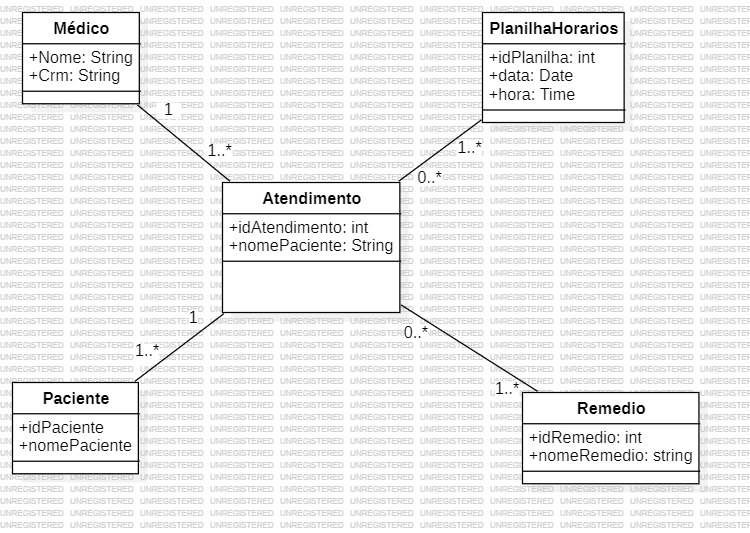 Médico
+Nome: String
+Crm: String
PlanilhaHorarios
+idPlanilha: int
+data: Date
+hora: Time
1
1..*
1..*
0..*
Atendimento
+idAtendimento: int
+nomePaciente: String
1
1..*
0..*
1..*
Paciente
+idPaciente
+nomePaciente
Remedio
+idRemedio: int
+nomeRemedio: string
UNREGISTERED